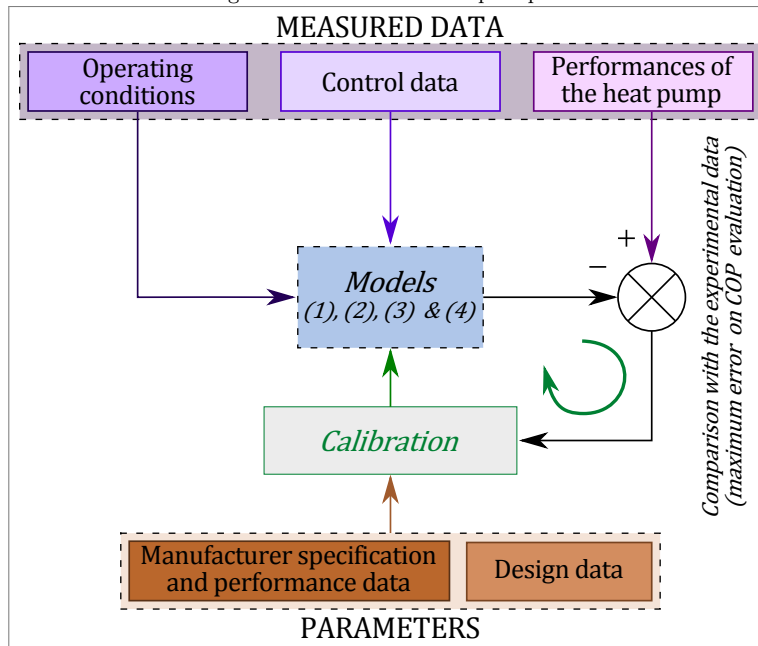 MEASURED DATA
Operating
conditions
Control data
Performances of
the heat pump
Comparison with the experimental data
(maximum error on COP evaluation)
+
−
Models
(1), (2), (3) & (4)
Calibration
Manufacturer specification
and performance data
Design data
PARAMETERS